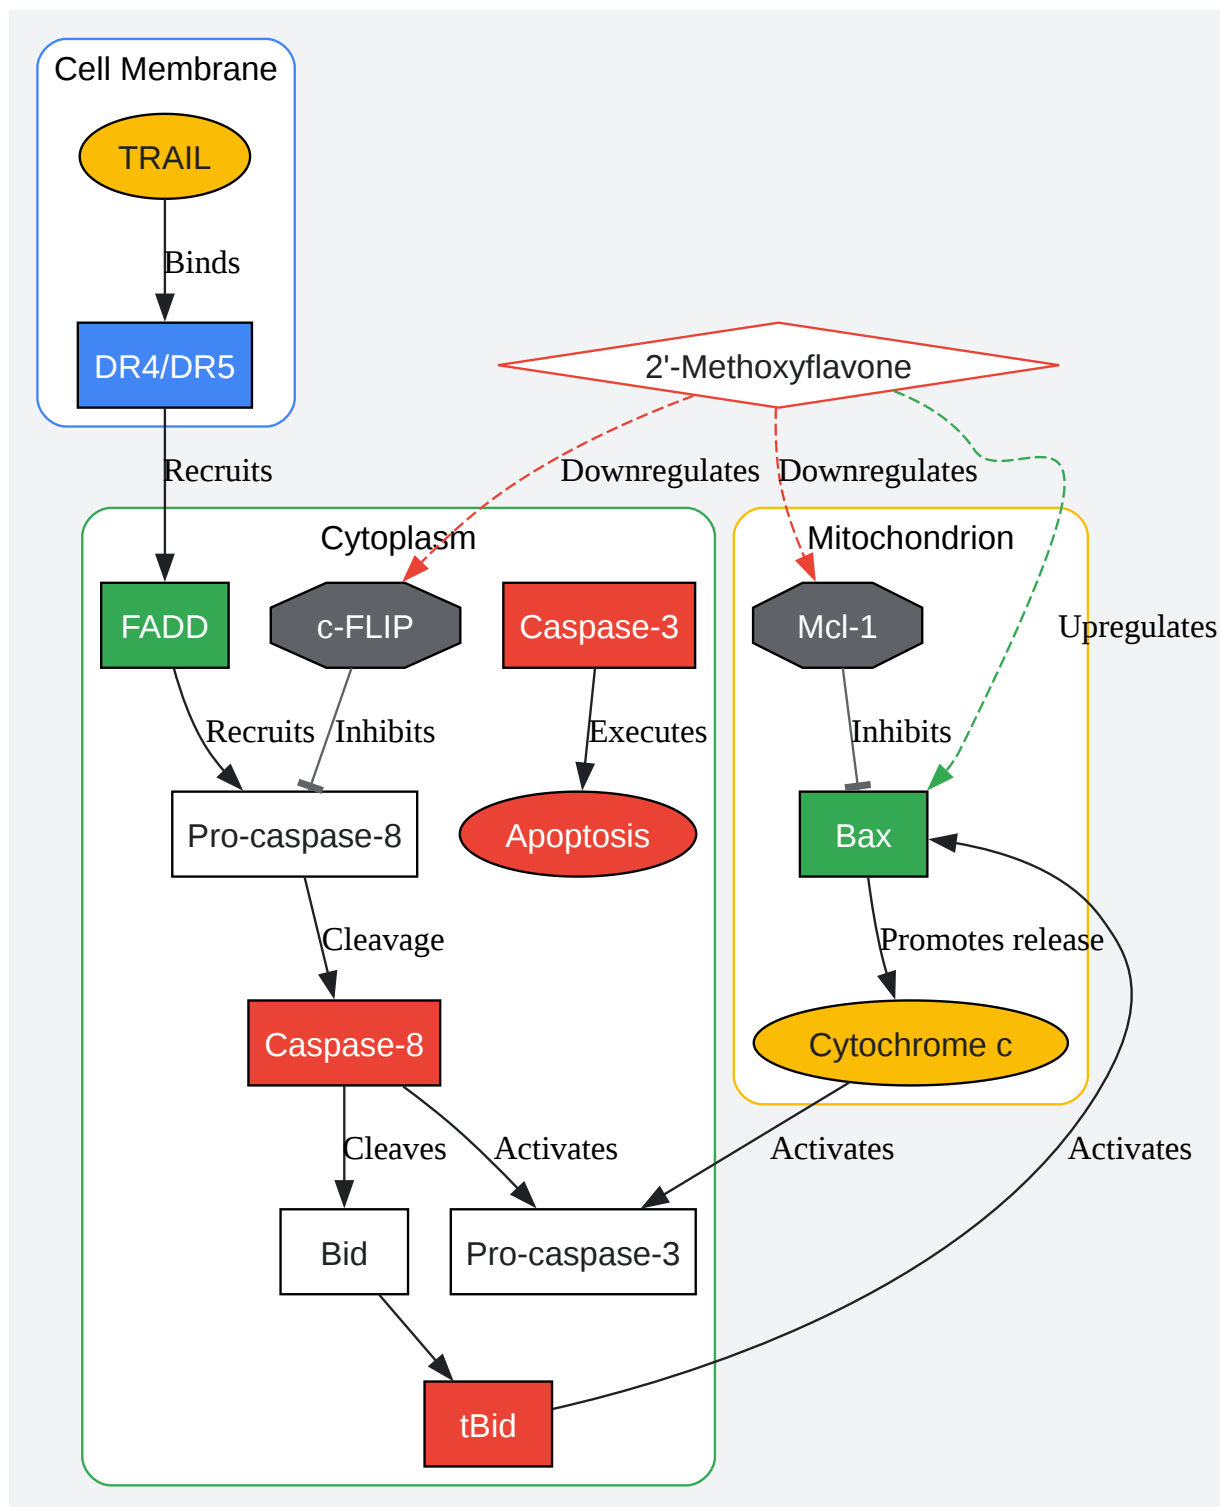 Cell Membrane
TRAIL
Binds
DR4/DR5
2'-Methoxyflavone
Recruits
Downregulates
Downregulates
Cytoplasm
Mitochondrion
FADD
c-FLIP
Caspase-3
Mcl-1
Upregulates
Recruits
Inhibits
Executes
Inhibits
Pro-caspase-8
Apoptosis
Bax
Cleavage
Promotes release
Caspase-8
Cytochrome c
Cleaves
Activates
Activates
Activates
Bid
Pro-caspase-3
tBid